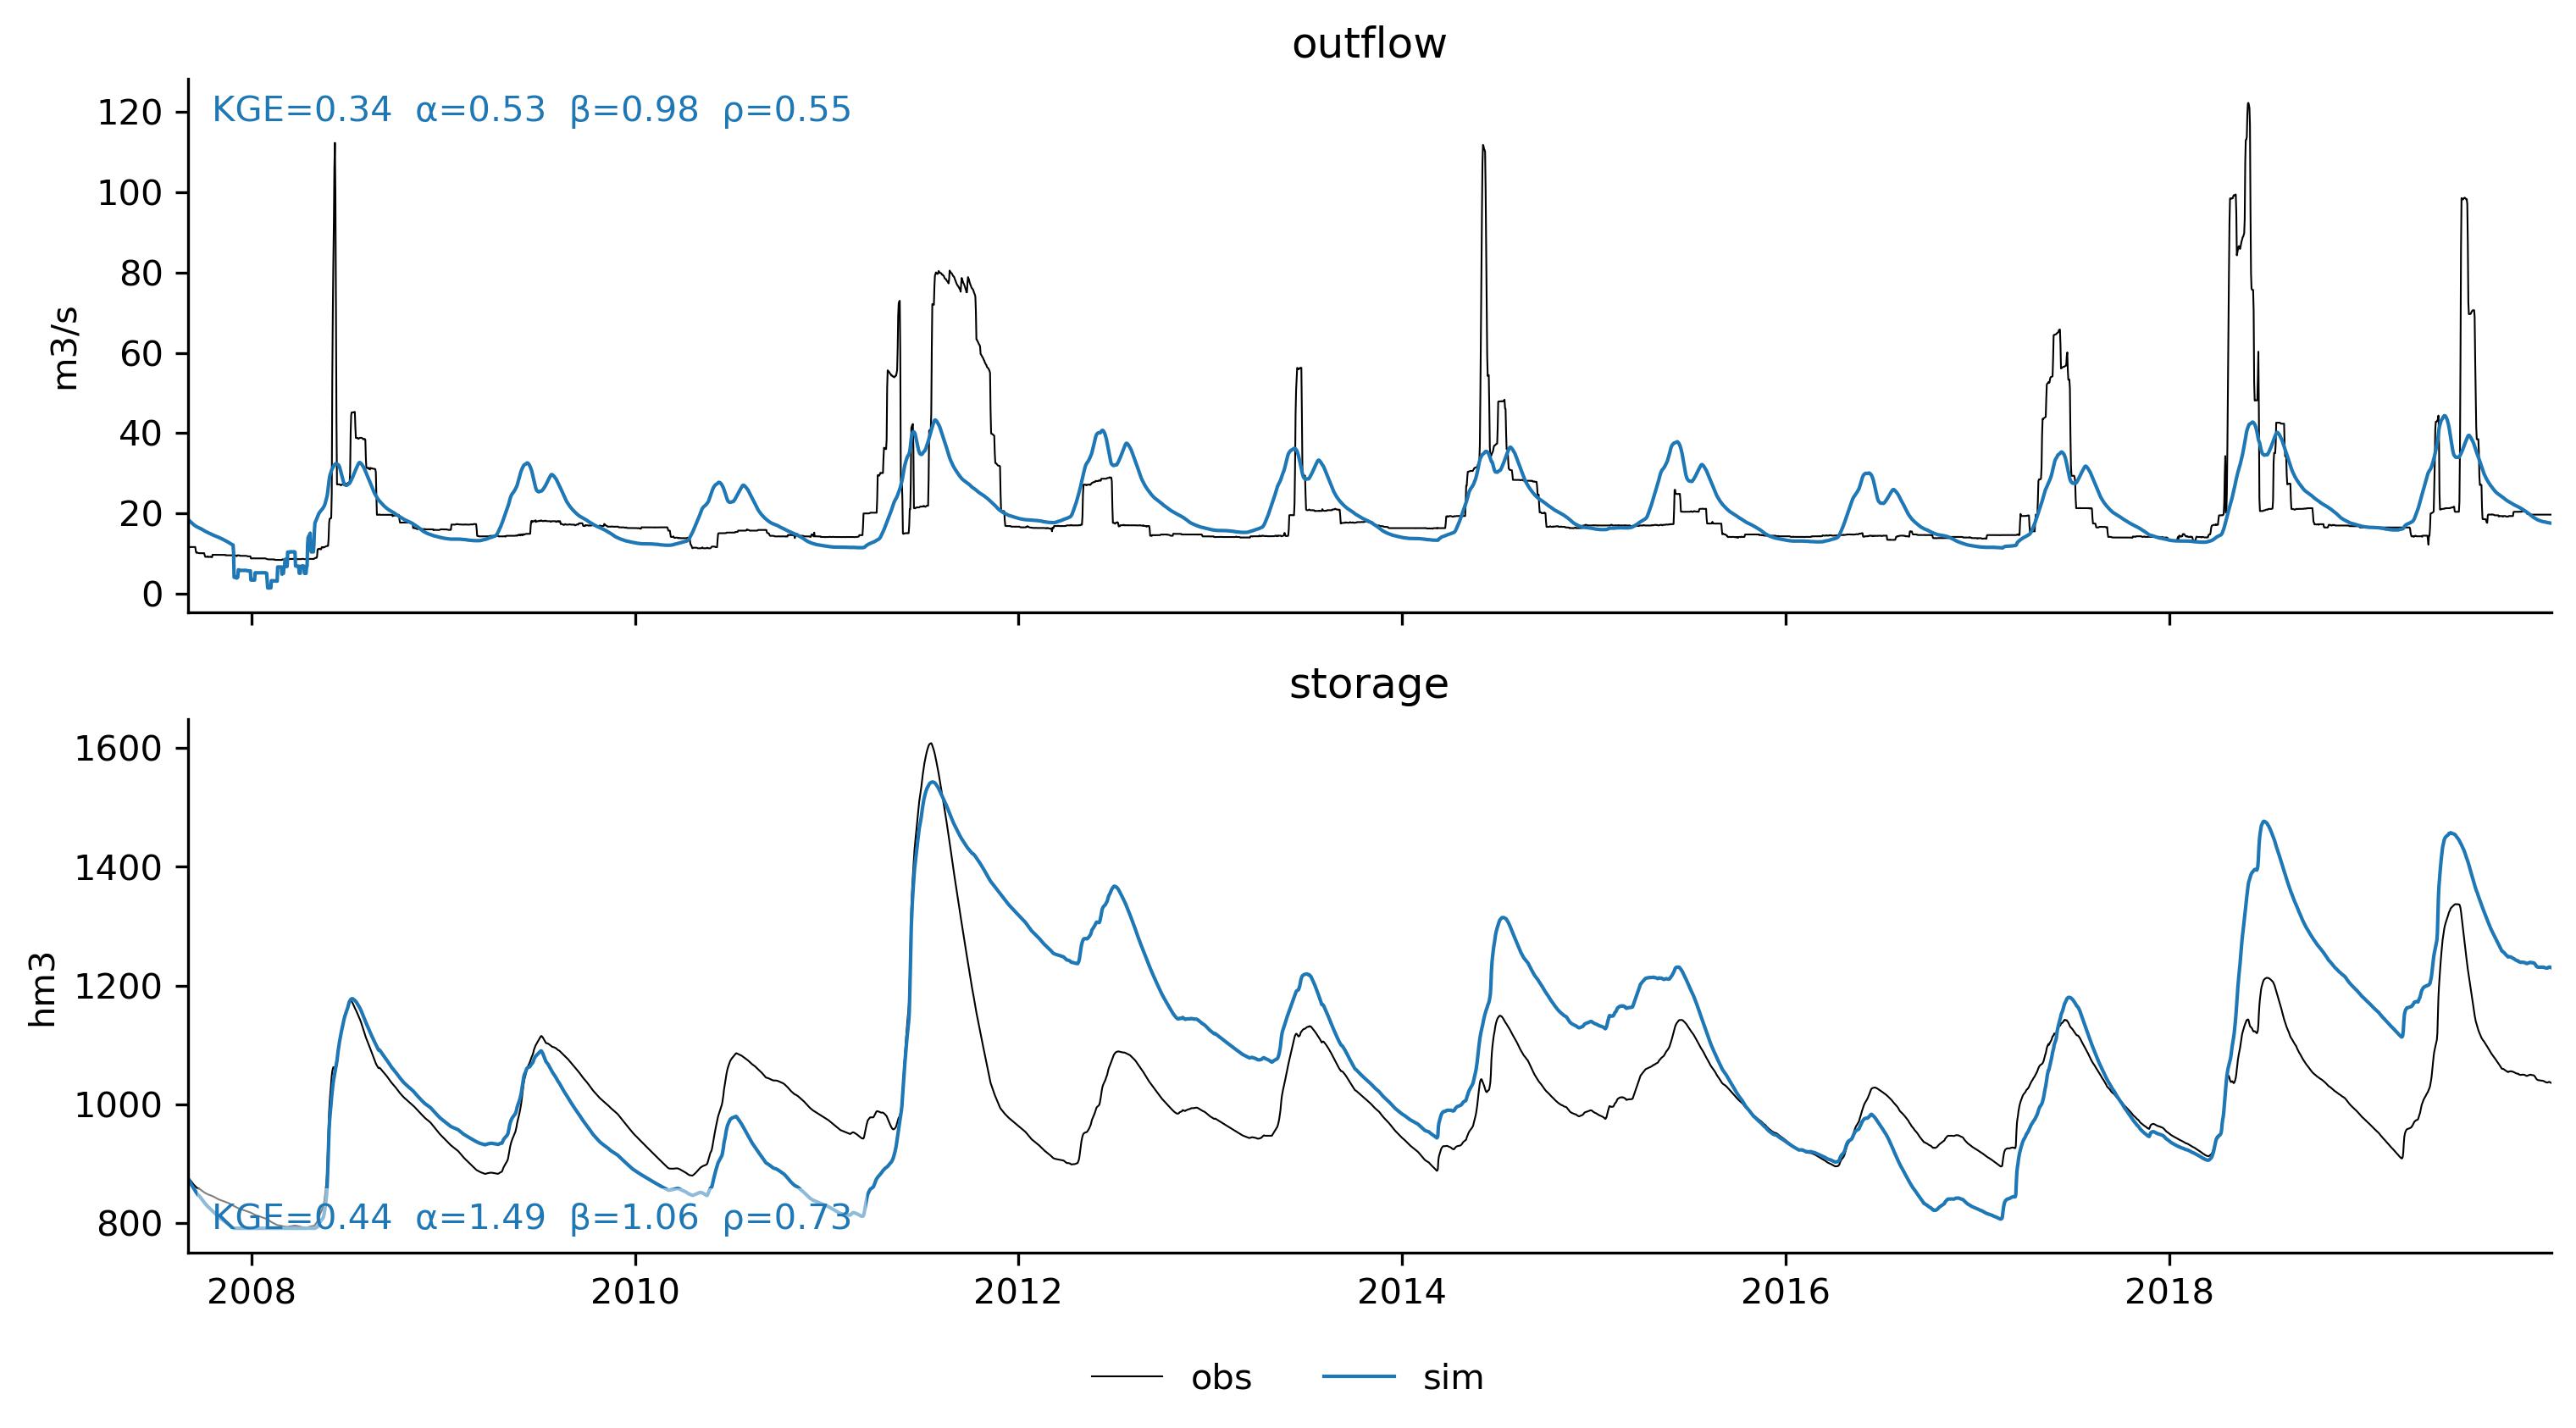 outflow
KGE=0.34 α=0.53 β=0.98 ρ=0.55
m3/s
120
100
80
60
40
20
0
storage
hm3
1600
1400
1200
1000
800
KGE=0.44 α=1.49 β=1.06 ρ=0.73
2008 2010 2012 2014 2016 2018
obs sim